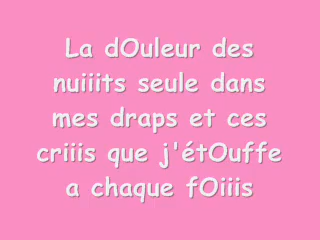 La dOuleur des
nuiiits seule dans
mes draps et ces
criiis que j'étOuffe
a chaque fOiiis